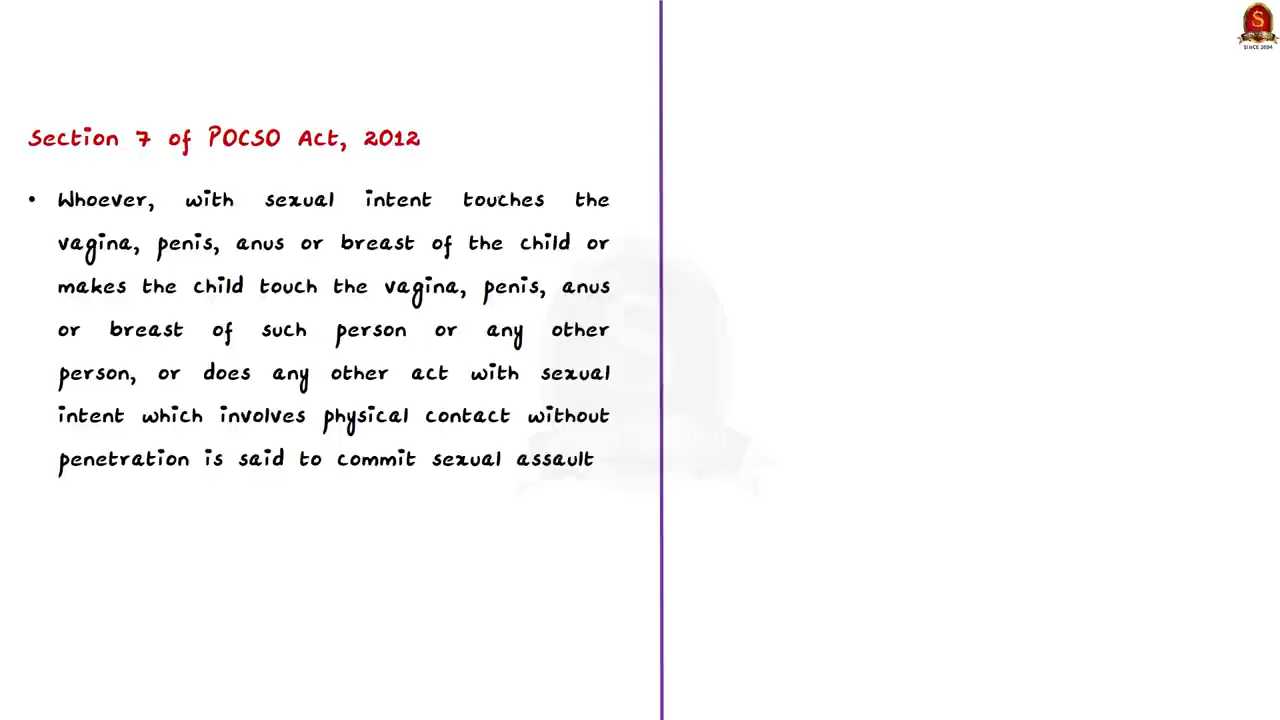 S
SINCE 2004
Section 7 of POCSO Act, 2012
• Whoever, with sexual intent touches the
vagina, penis, anus or breast of the child or
makes the child touch the vagina, penis, anus
or breast of such person or any other
person, or does any other act with sexual
intent which involves physical contact without
penetration is said to commit sexual assault